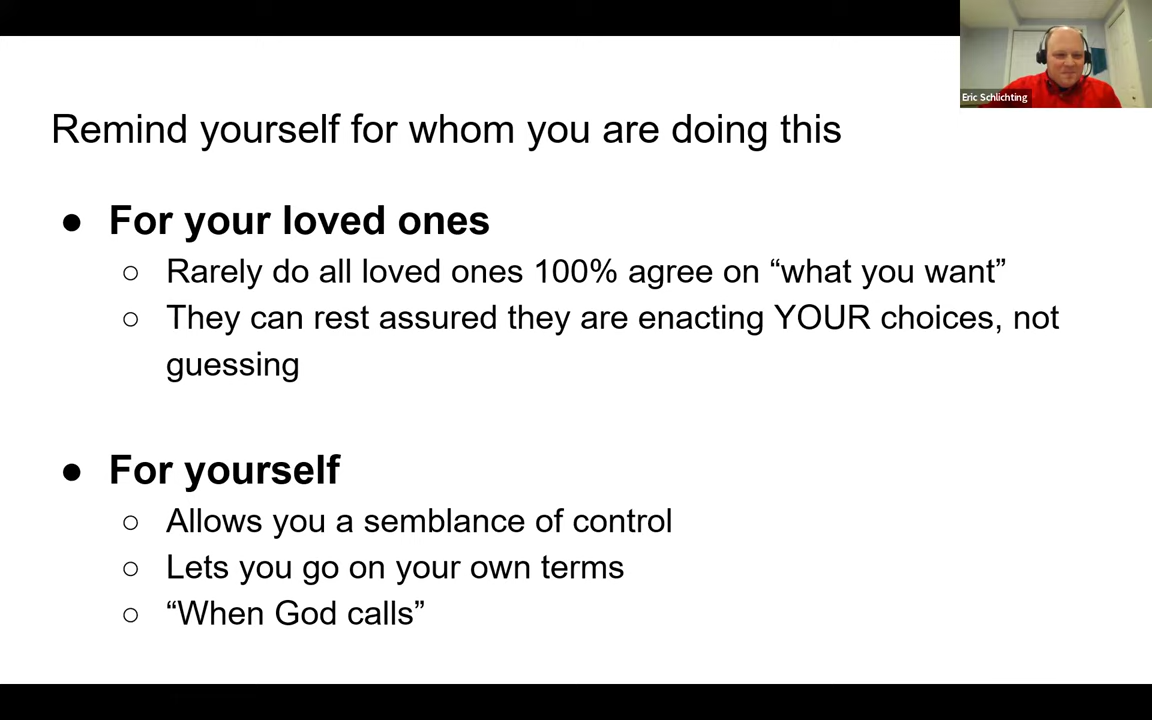 Eric Schlichting
Remind yourself for whom you are doing this
● For your loved ones
○ Rarely do all loved ones 100% agree on “what you want”
○ They can rest assured they are enacting YOUR choices, not
guessing
● For yourself
○ Allows you a semblance of control
○ Lets you go on your own terms
○ “When God calls”